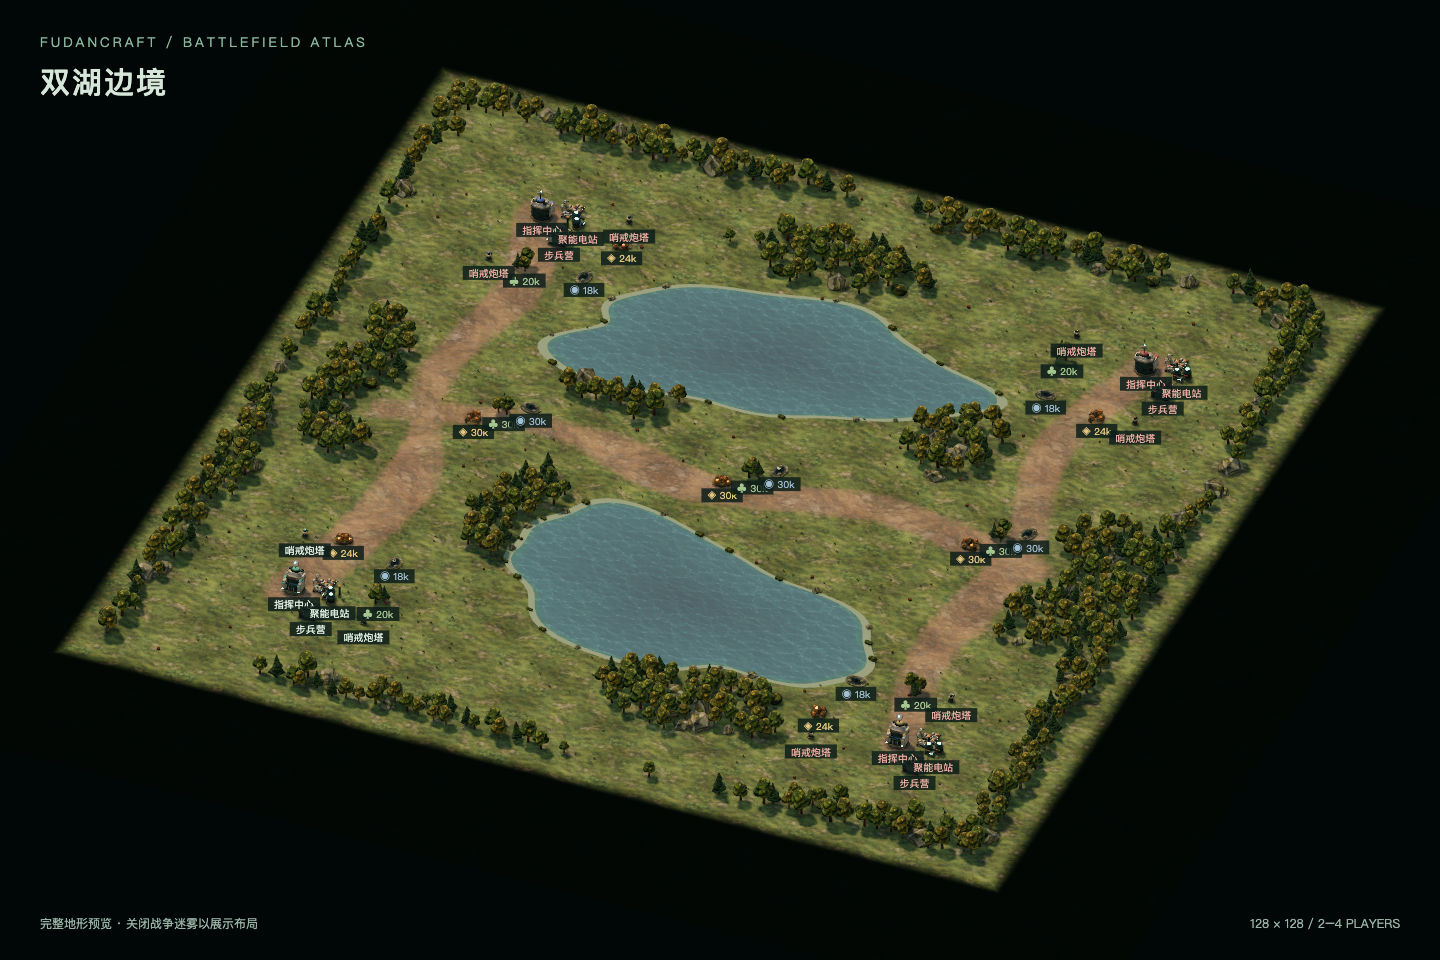 FUDANCRAFT / BATTLEFIELD ATLAS
双湖边境
指挥中心
聚能电站
哨戒炮塔
步兵营
24k
哨戒炮塔
20k
18k
哨戒炮塔
20k
指挥中心
聚能电站
18k
步兵营
24k
哨戒炮塔
30k
30k
30k
30k
30k
30k
哨戒炮塔
24k
18k
指挥中心
聚能电站
20k
步兵营
哨戒炮塔
18k
20k
哨戒炮塔
24k
哨戒炮塔
指挥中心
聚能电站
步兵营
完整地形预览 · 关闭战争迷雾以展示布局
128 × 128 / 2–4 PLAYERS